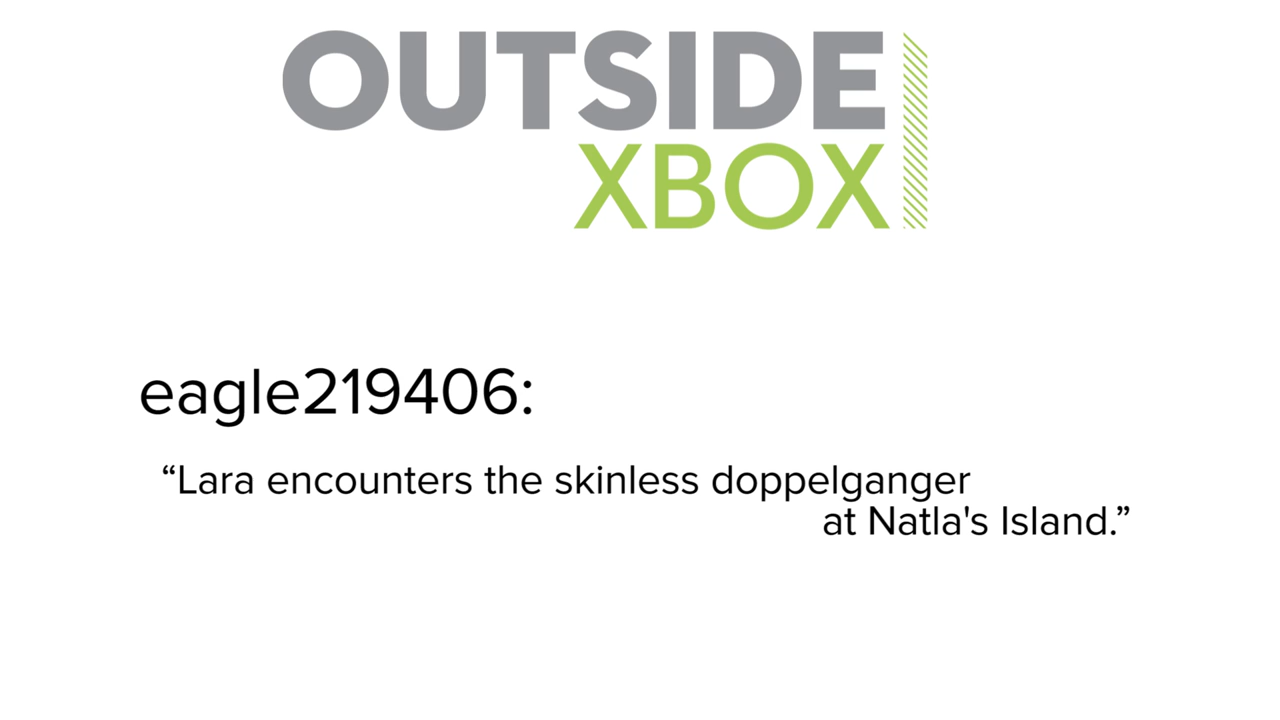 OUTSIDE
XBOX
eagle219406:
“Lara encounters the skinless doppelganger
at Natla's Island.”